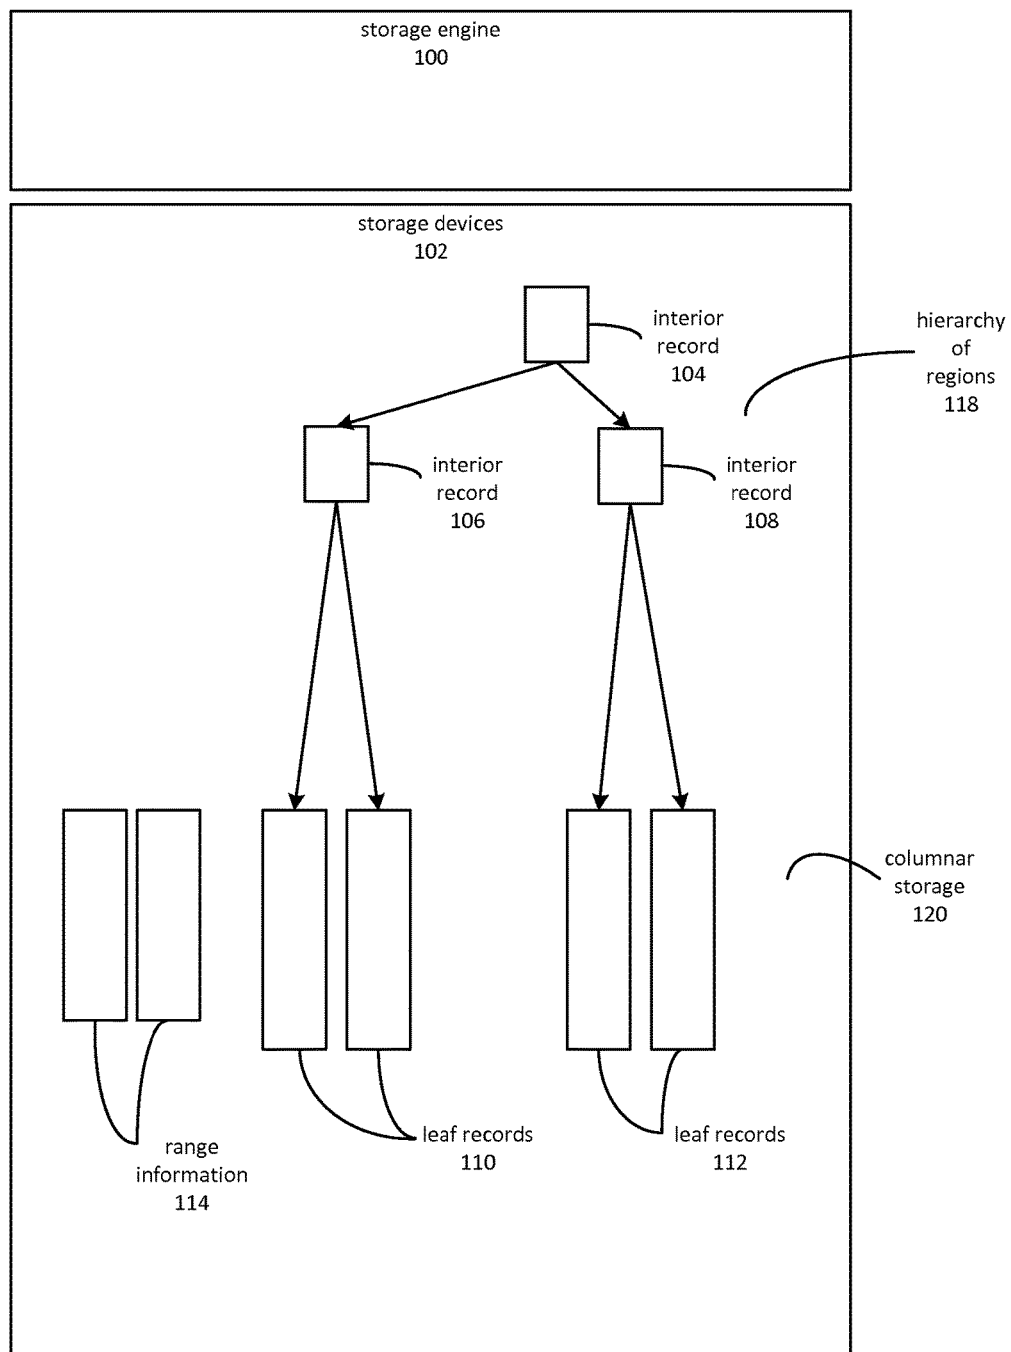 storage engine
100
storage devices
102
interior
record
104
hierarchy
of
regions
118
interior
record
106
interior
record
108
columnar
storage
120
range
information
114
leaf records
110
leaf records
112